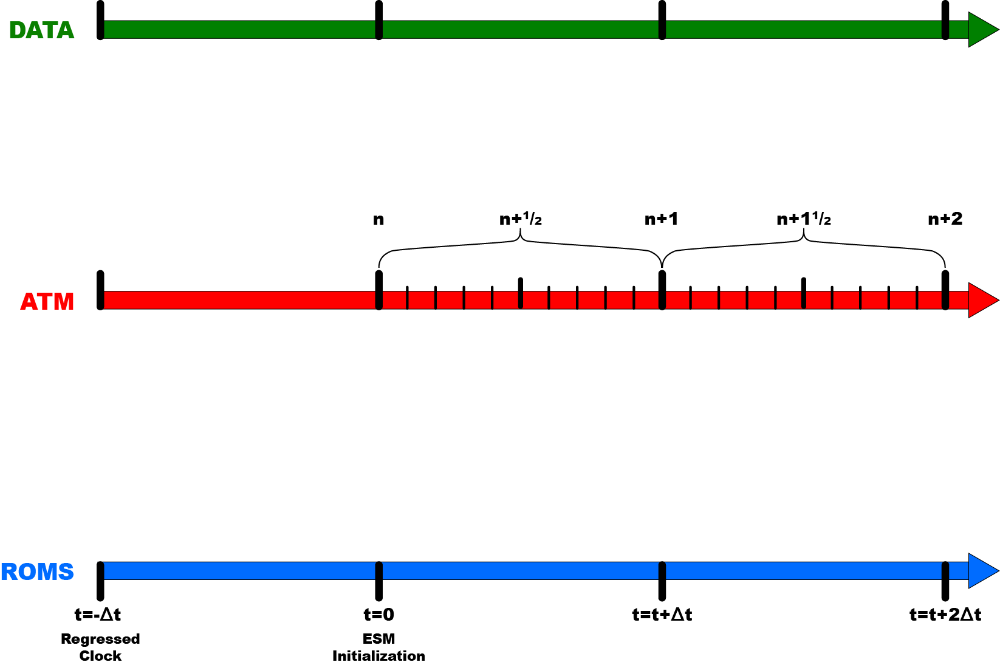 DATA
n n+¹/₂ n+1 n+1¹/₂ n+2
ATM
ROMS
t=-Δt t=0 t=t+Δt t=t+2Δt
Regressed ESM
Clock Initialization